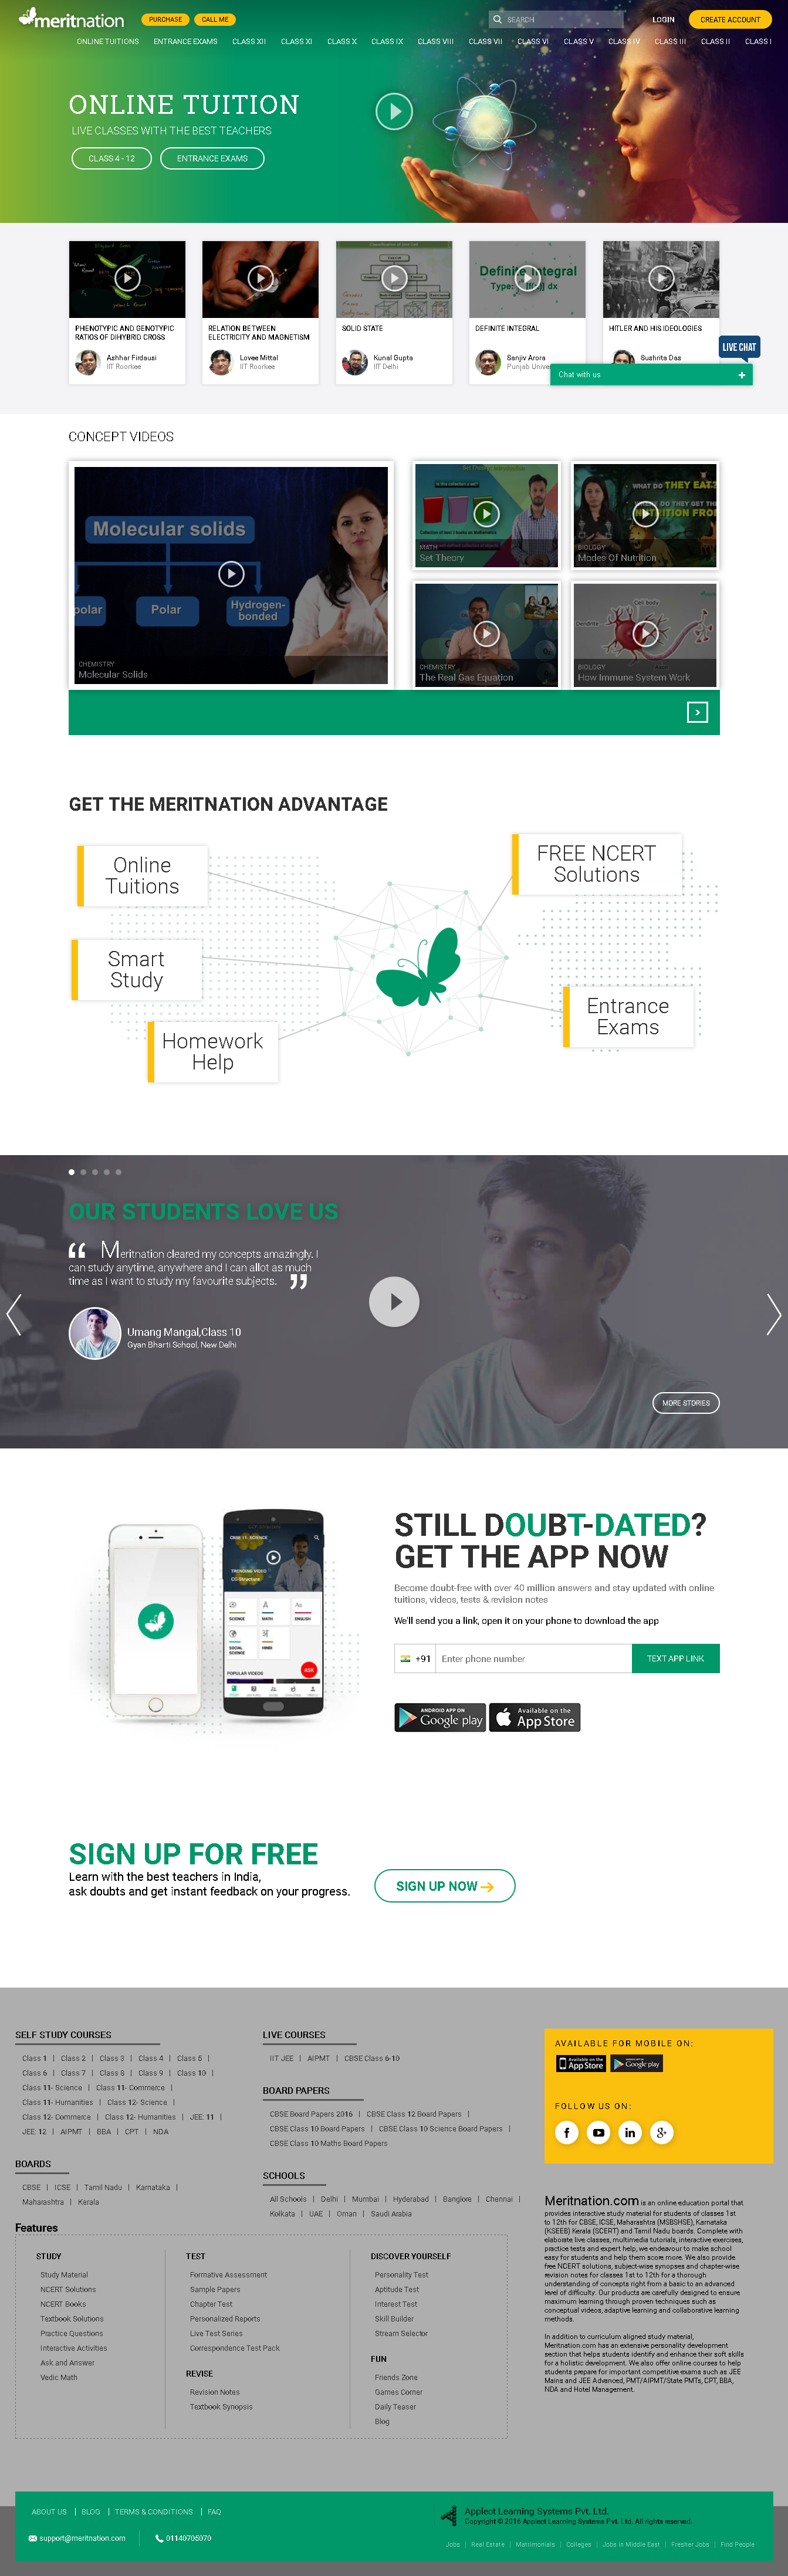 meritnation
PURCHASE
CALL ME
SEARCH
LOGIN
CREATE ACCOUNT
ONLINE TUITIONS ENTRANCE EXAMS CLASS XII CLASS XI CLASS X CLASS IX CLASS VIII CLASS VII CLASS VI CLASS V CLASS IV CLASS III CLASS II CLASS I
ONLINE TUITION
LIVE CLASSES WITH THE BEST TEACHERS
CLASS 4 - 12
ENTRANCE EXAMS
Definite Integral
PHENOTYPIC AND GENOTYPIC
RATIOS OF DIHYBRID CROSS
Ashhar Firdausi
IIT Roorkee
RELATION BETWEEN
ELECTRICITY AND MAGNETISM
Lovee Mittal
IIT Roorkee
SOLID STATE
Kunal Gupta
IIT Delhi
DEFINITE INTEGRAL
Sanjiv Arora
HITLER AND HIS IDEOLOGIES
Sushrita Das
LIVE CHAT
Chat with us
CONCEPT VIDEOS
Molecular solids
Polar
Hydrogen-
bonded
CHEMISTRY
Molecular Solids
MATH
Set Theory
BIOLOGY
Modes Of Nutrition
CHEMISTRY
The Real Gas Equation
Cell Body
Dendrite
BIOLOGY
How Immune System Work
GET THE MERITNATION ADVANTAGE
Online
Tuitions
FREE NCERT
Solutions
Smart
Study
Entrance
Exams
Homework
Help
OUR STUDENTS LOVE US
“ Meritnation cleared my concepts amazingly. I
can study anytime, anywhere and I can allot as much
time as I want to study my favourite subjects. ”
Umang Mangal,Class 10
Gyan Bharti School, New Delhi
MORE STORIES
CBSE 11- SCIENCE
TRENDING VIDEO
SCIENCE
MATH
ENGLISH
SOCIAL
SCIENCE
HINDI
POPULAR VIDEOS
ASK
STILL DOUBT-DATED?
GET THE APP NOW
Become doubt-free with over 40 million answers and stay updated with online
tuitions, videos, tests & revision notes
We'll send you a link, open it on your phone to download the app
+91
Enter phone number
TEXT APP LINK
ANDROID APP ON
Google play
Available on the
App Store
SIGN UP FOR FREE
Learn with the best teachers in India,
ask doubts and get instant feedback on your progress.
SIGN UP NOW
SELF STUDY COURSES
Class 1 | Class 2 | Class 3 | Class 4 | Class 5 |
Class 6 | Class 7 | Class 8 | Class 9 | Class 10 |
Class 11- Science | Class 11- Commerce |
Class 11- Humanities | Class 12- Science |
Class 12- Commerce | Class 12- Humanities | JEE: 11 |
JEE: 12 | AIPMT | BBA | CPT | NDA
BOARDS
CBSE | ICSE | Tamil Nadu | Karnataka |
Maharashtra | Kerala
LIVE COURSES
IIT JEE | AIPMT | CBSE Class 6-10
BOARD PAPERS
CBSE Board Papers 2016 | CBSE Class 12 Board Papers |
CBSE Class 10 Board Papers | CBSE Class 10 Science Board Papers |
CBSE Class 10 Maths Board Papers
SCHOOLS
All Schools | Delhi | Mumbai | Hyderabad | Banglore | Chennai |
Kolkata | UAE | Oman | Saudi Arabia
Features
STUDY
Study Material
NCERT Solutions
NCERT Books
Textbook Solutions
Practice Questions
Interactive Activities
Ask and Answer
Vedic Math
TEST
Formative Assessment
Sample Papers
Chapter Test
Personalized Reports
Live Test Series
Correspondence Test Pack
REVISE
Revision Notes
Textbook Synopsis
DISCOVER YOURSELF
Personality Test
Aptitude Test
Interest Test
Skill Builder
Stream Selector
FUN
Friends Zone
Games Corner
Daily Teaser
Blog
AVAILABLE FOR MOBILE ON:
Available on the
App Store
Google play
FOLLOW US ON:
Meritnation.com is an online education portal that
provides interactive study material for students of classes 1st
to 12th for CBSE, ICSE, Maharashtra (MSBSHSE), Karnataka
(KSEEB) Kerala (SCERT) and Tamil Nadu boards. Complete with
elaborate live classes, multimedia tutorials, interactive exercises,
practice tests and expert help, we endeavour to make school
easy for students and help them score more. We also provide
free NCERT solutions, subject-wise synopses and chapter-wise
revision notes for classes 1st to 12th for a thorough
understanding of concepts right from a basic to an advanced
level of difficulty. Our products are carefully designed to ensure
maximum learning through proven techniques such as
conceptual videos, adaptive learning and collaborative learning
methods.
In addition to curriculum aligned study material,
Meritnation.com has an extensive personality development
section that helps students identify and enhance their soft skills
for a holistic development. We also offer online courses to help
students prepare for important competitive exams such as JEE
Mains and JEE Advanced, PMT/AIPMT/State PMTs, CPT, BBA,
NDA and Hotel Management.
ABOUT US | BLOG | TERMS & CONDITIONS | FAQ
support@meritnation.com
01140705070
Applect Learning Systems Pvt. Ltd.
Copyright © 2016 Applect Learning Systems Pvt. Ltd. All rights reserved.
Jobs | Real Estate | Matrimonials | Colleges | Jobs in Middle East | Fresher Jobs | Find People